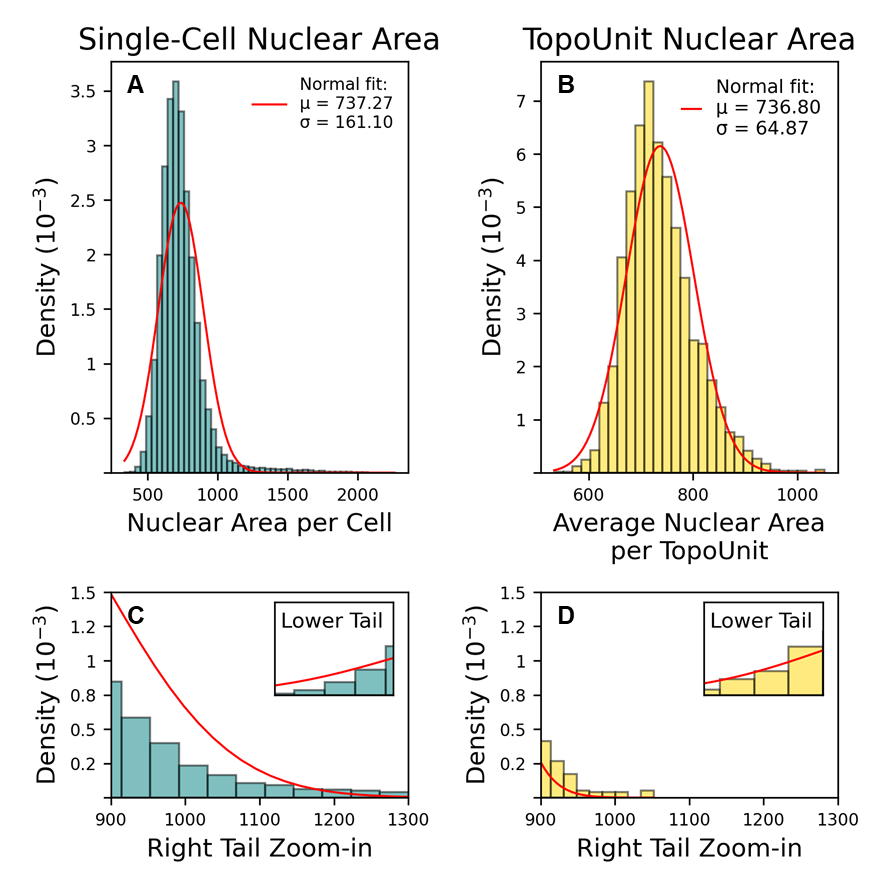 Single-Cell Nuclear Area
A
Normal fit:
μ = 737.27
σ = 161.10
3.5
3
2.5
2
1.5
1
0.5
Density (10⁻³)
500
1000
1500
2000
Nuclear Area per Cell
TopoUnit Nuclear Area
B
Normal fit:
μ = 736.80
σ = 64.87
7
6
5
4
3
2
1
Density (10⁻³)
600
800
1000
Average Nuclear Area
per TopoUnit
C
Lower Tail
1.5
1.2
1
0.8
0.5
0.2
Density (10⁻³)
900
1000
1100
1200
1300
Right Tail Zoom-in
D
Lower Tail
1.5
1.2
1
0.8
0.5
0.2
Density (10⁻³)
900
1000
1100
1200
1300
Right Tail Zoom-in